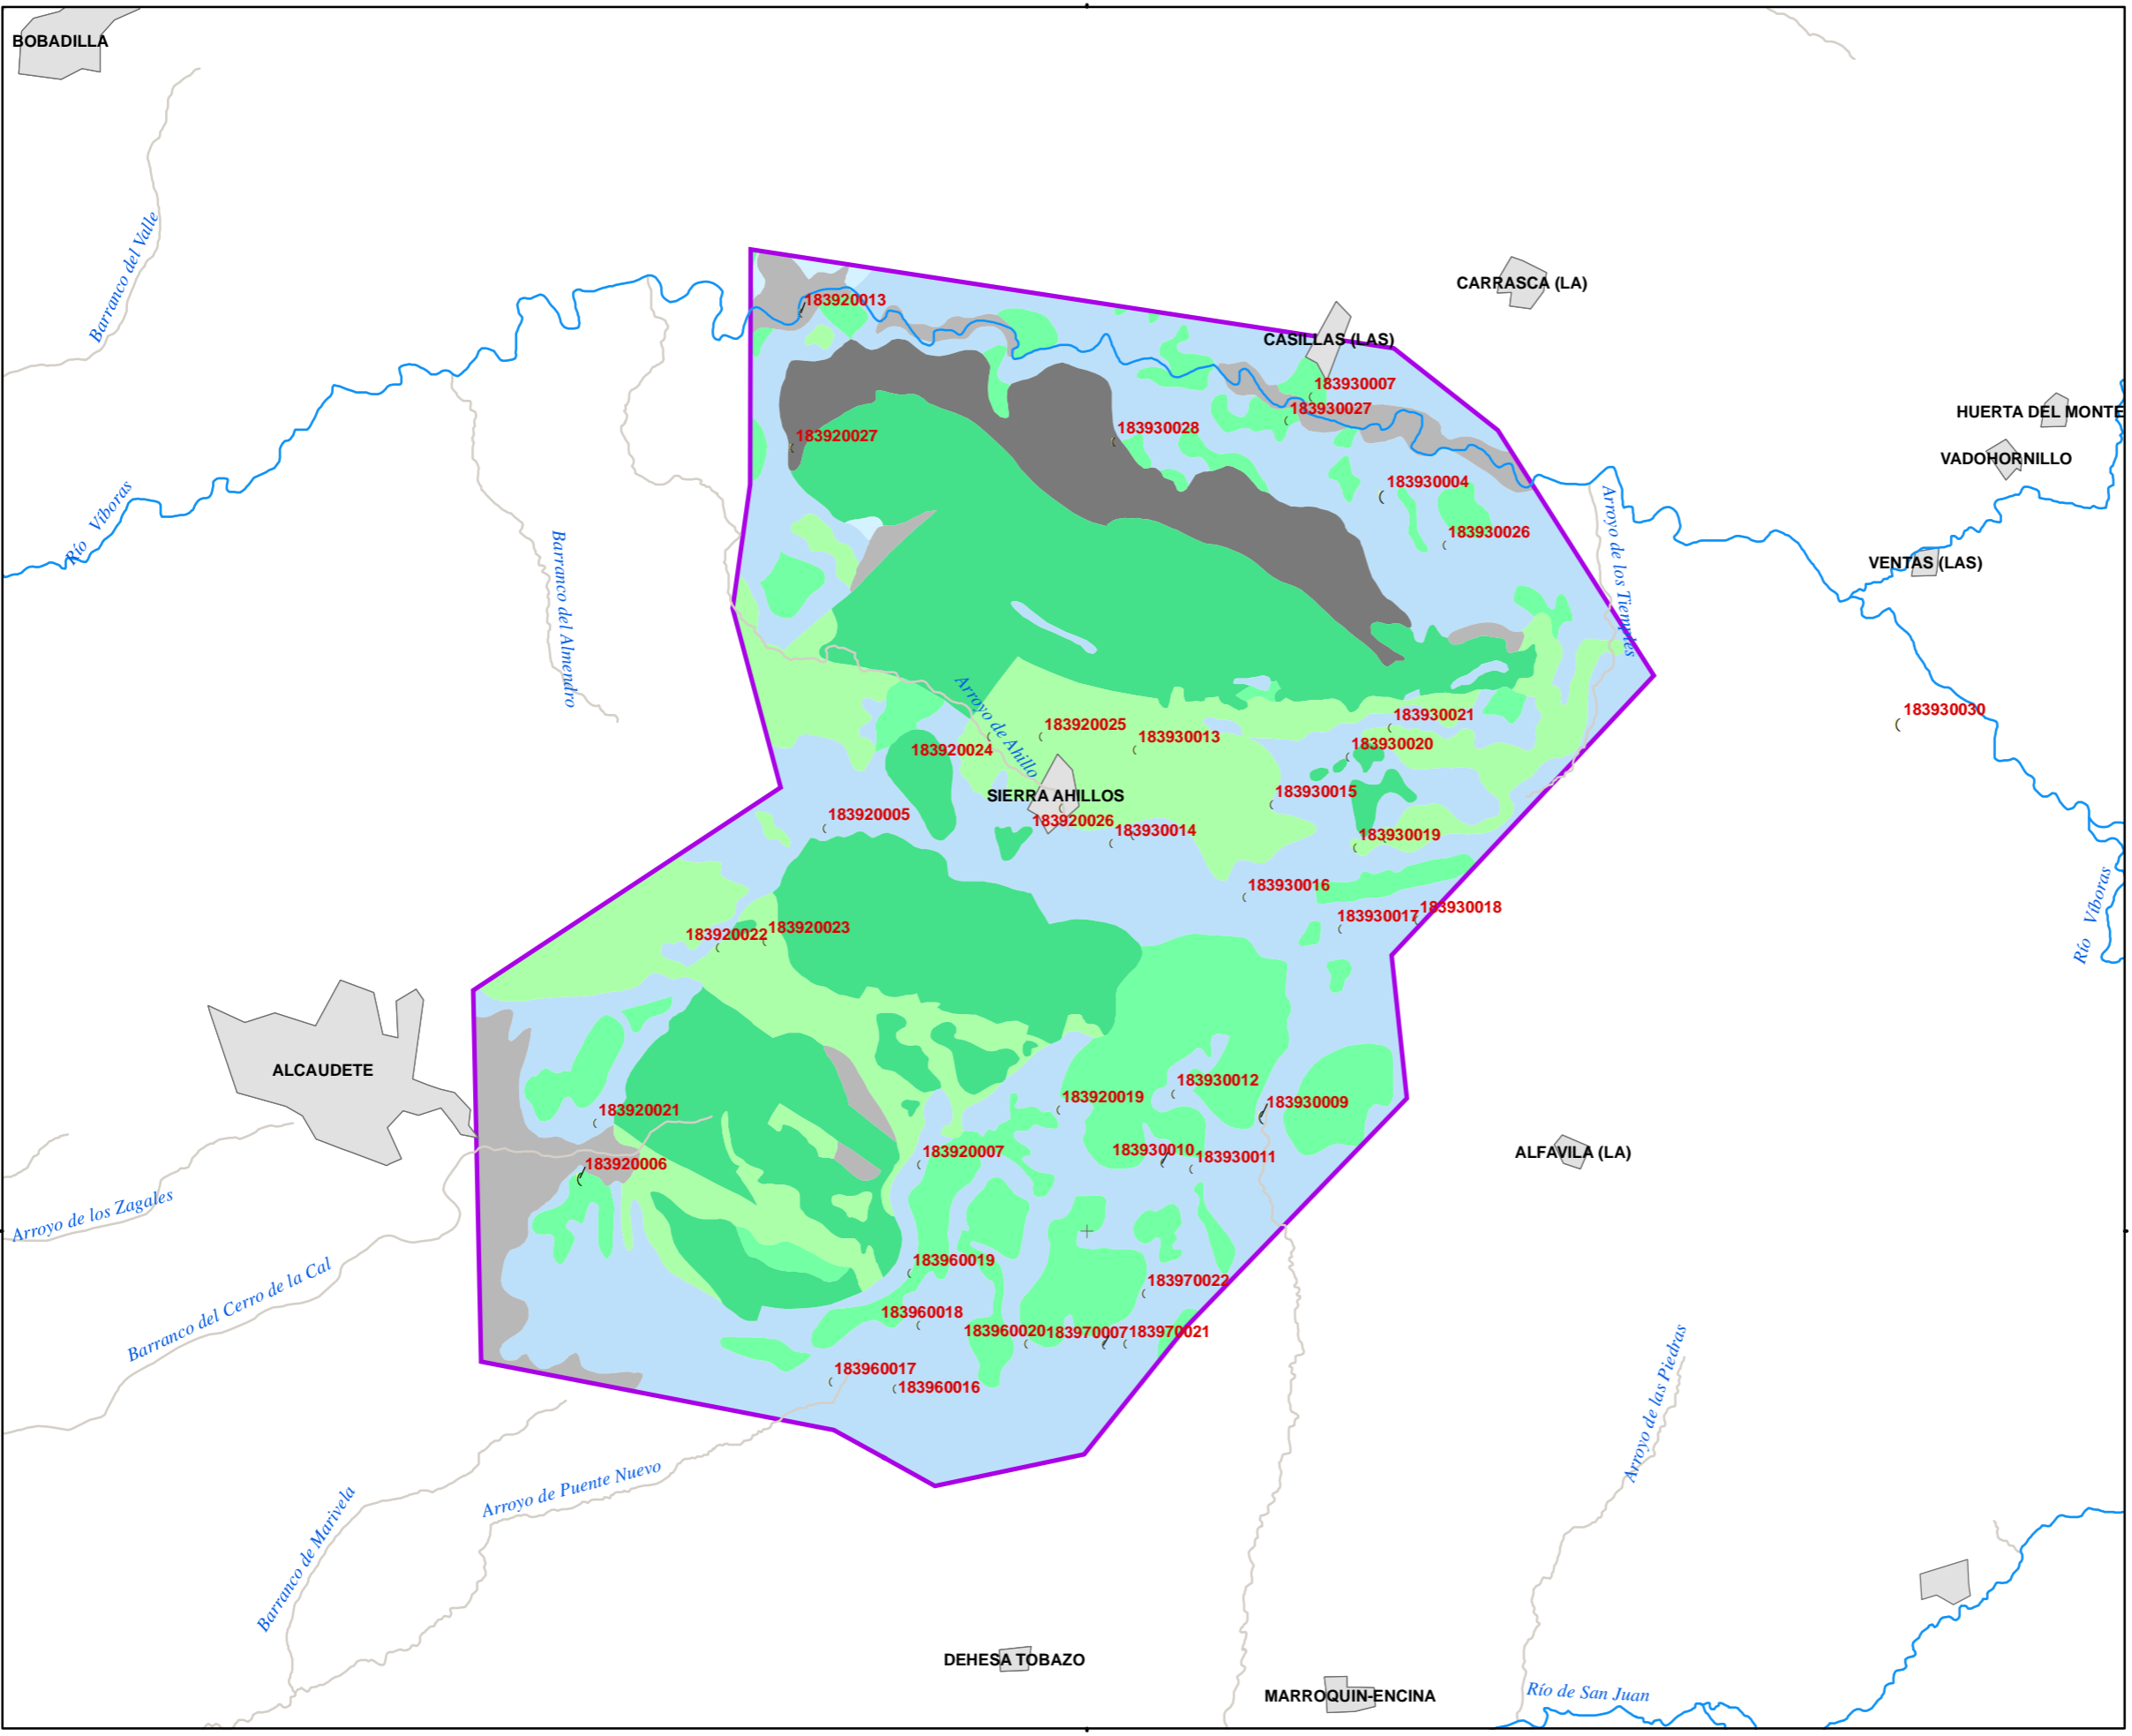 BOBADILLA
Barranco del Valle
CARRASCA (LA)
183920013
CASILLAS (LAS)
183930007
183930027
HUERTA DEL MONTE
183920027
183930028
VADOHORNILLO
183930004
Río Víboras
183930026
Arroyo de los Tiemples
Barranco del Almendro
VENTAS (LAS)
Arroyo de Ahillo
183930030
183930021
183920025
183930013
183930020
183920024
SIERRA AHILLOS
183930015
183920005
183920026
183930014
183930019
183930016
183930018
183930017
Río Víboras
183920023
183920022
ALCAUDETE
183930012
183920019
183930009
183920021
183920007
183930010
183930011
ALFAVILA (LA)
183920006
Arroyo de los Zagales
183960019
183970022
Barranco del Cerro de la Cal
183960018
183960020
183970007
183970021
Arroyo de las Piedras
183960017
183960016
Arroyo de Puente Nuevo
Barranco de Marivela
DEHESA TOBAZO
MARROQUIN-ENCINA
Río de San Juan